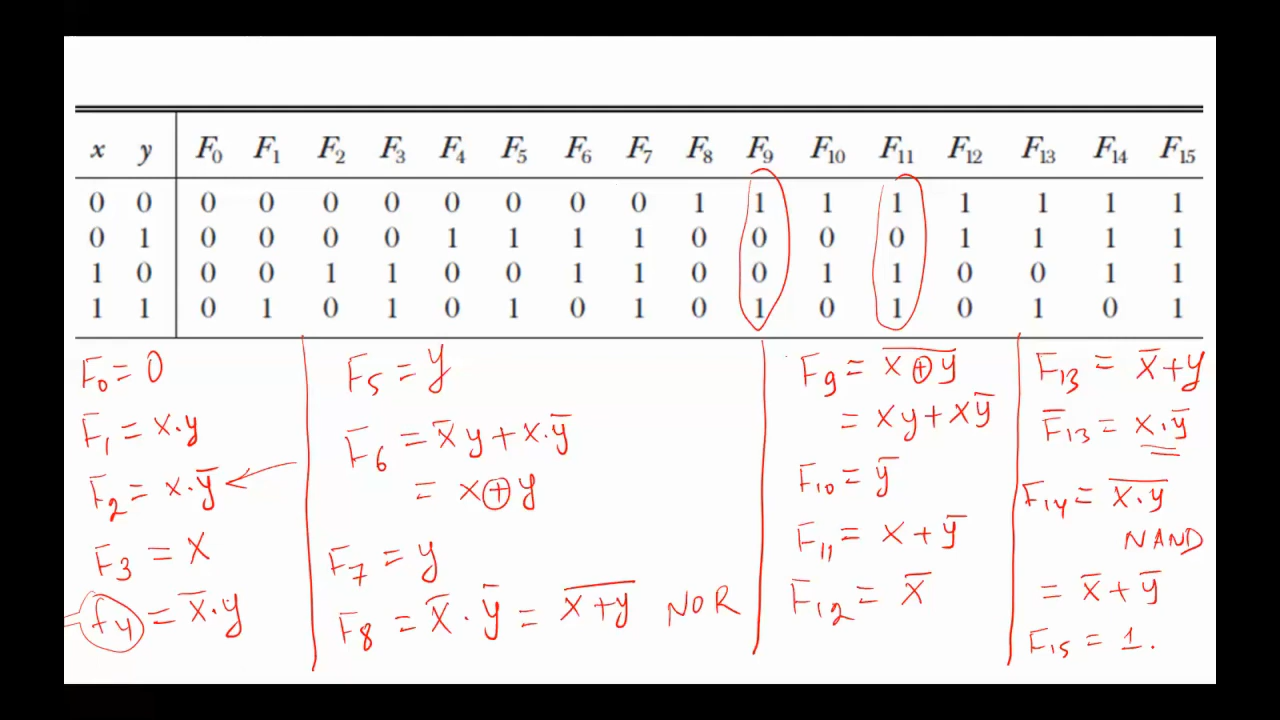 x y F₀ F₁ F₂ F₃ F₄ F₅ F₆ F₇ F₈ F₉ F₁₀ F₁₁ F₁₂ F₁₃ F₁₄ F₁₅
0 0 0 0 0 0 0 0 0 0 1 1 1 1 1 1 1 1
0 1 0 0 0 0 1 1 1 1 0 0 0 0 1 1 1 1
1 0 0 0 1 1 0 0 1 1 0 0 1 1 0 0 1 1
1 1 0 1 0 1 0 1 0 1 0 1 0 1 0 1 0 1
F₀ = 0
F₁ = x.y
F₂ = x.y̅
F₃ = x
f₄ = x̅.y
F₅ = y
F₆ = x̅y + x.y̅
= x⊕y
F₇ = y
F₈ = x̅.y̅ = x̅+̅y̅ NOR
F₉ = x̅⊕̅y̅
= xy + xy̅
F₁₀ = y̅
F₁₁ = x + y̅
F₁₂ = x̅
F₁₃ = x̅+y
F̅₁₃ = x.y̅
F₁₄ = x̅.̅y̅
NAND
= x̅ + y̅
F₁₅ = 1.